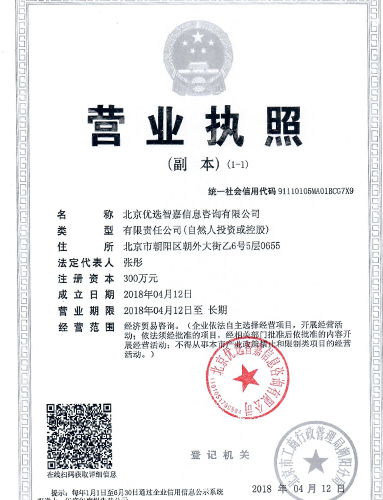 营业执照
(副 本) (1-1)
统一社会信用代码 91110105MA01BCG7X9
名 称 北京优选智嘉信息咨询有限公司
类 型 有限责任公司(自然人投资或控股)
住 所 北京市朝阳区朝外大街乙6号5层0655
法定代表人 张彤
注册资本 300万元
成立日期 2018年04月12日
营业期限 2018年04月12日至 长期
经营范围 经济贸易咨询。（企业依法自主选择经营项目，开展经营活
动；依法须经批准的项目，经相关部门批准后依批准的内容开
展经营活动；不得从事本市产业政策禁止和限制类项目的经营
活动。）
北京优选智嘉信息咨询有限公司
在线扫码获取详细信息
登记机关
北京市工商行政管理局朝阳分局
提示：每年1月1日至6月30日通过企业信用信息公示系统
2018 年 04 月 12 日